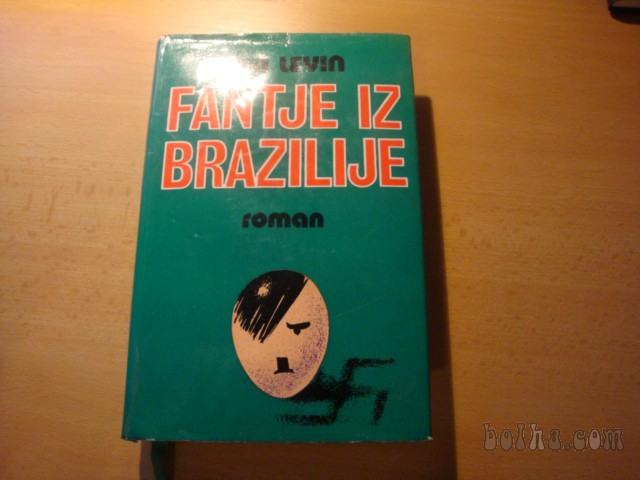 LEVIN
FANTJE IZ
BRAZILIJE
roman
bolha.com